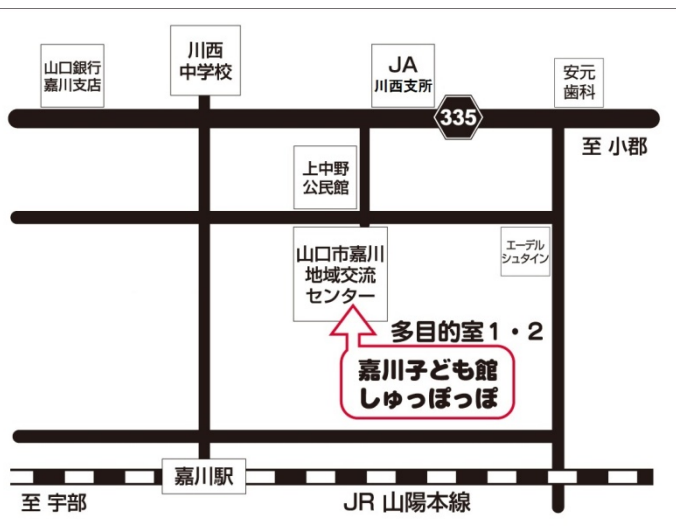 山口銀行
嘉川支店
川西
中学校
JA
川西支所
安元
歯科
335
至 小郡
上中野
公民館
山口市嘉川
地域交流
センター
エーデル
シュタイン
多目的室1・2
嘉川子ども館
しゅっぽっぽ
嘉川駅
至 宇部
JR 山陽本線